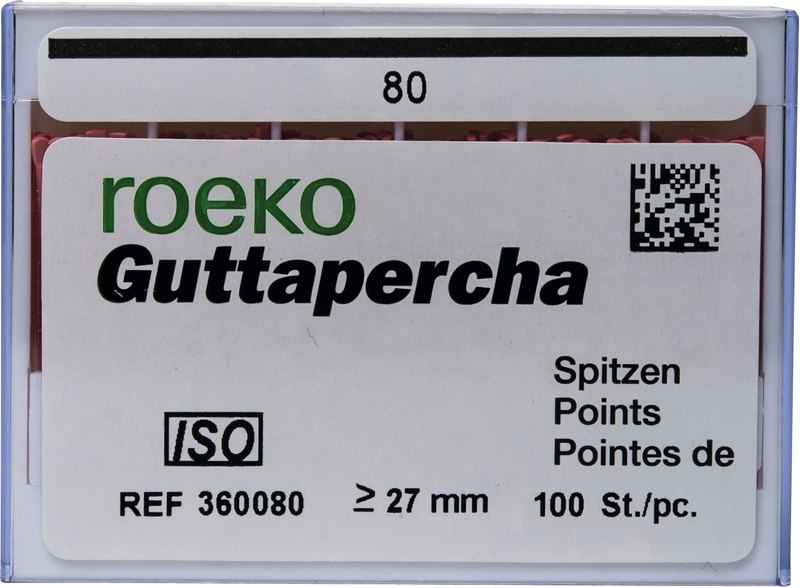 80
roeko
Guttapercha
Spitzen
Points
Pointes de
ISO
REF 360080 ≥ 27 mm 100 St./pc.